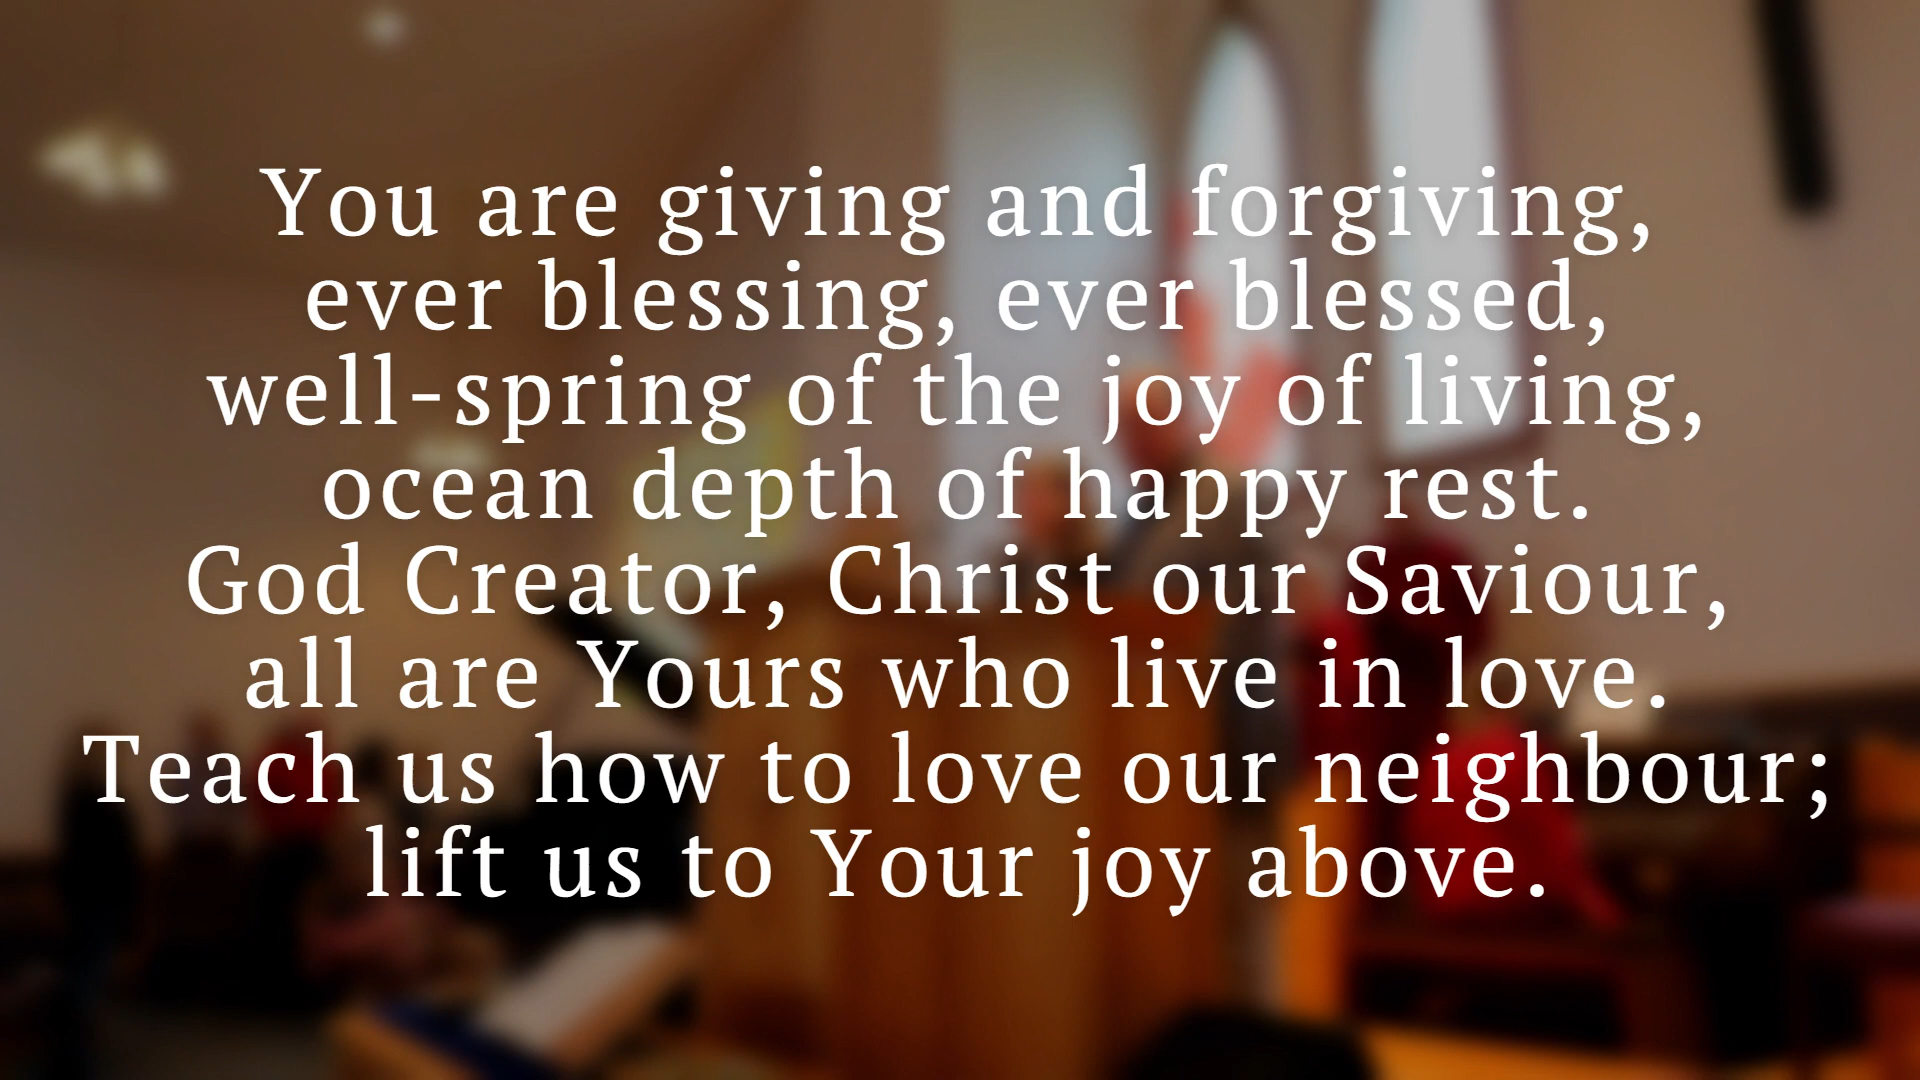 You are giving and forgiving,
ever blessing, ever blessed,
well-spring of the joy of living,
ocean depth of happy rest.
God Creator, Christ our Saviour,
all are Yours who live in love.
Teach us how to love our neighbour;
lift us to Your joy above.